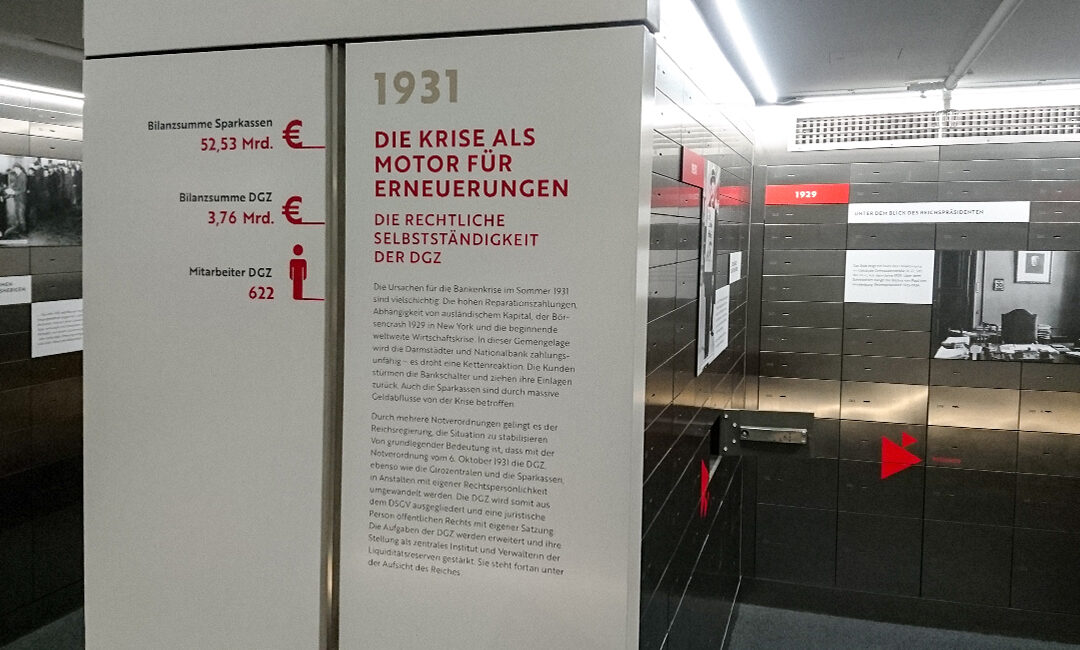 Bilanzsumme Sparkassen
52,53 Mrd.
€
Bilanzsumme DGZ
3,76 Mrd.
€
Mitarbeiter DGZ
622
1931
DIE KRISE ALS
MOTOR FÜR
ERNEUERUNGEN
DIE RECHTLICHE
SELBSTSTÄNDIGKEIT
DER DGZ
Die Ursachen für die Bankenkrise im Sommer 1931
sind vielschichtig: Die hohen Reparationszahlungen,
Abhängigkeit von ausländischem Kapital, der Bör-
sencrash 1929 in New York und die beginnende
weltweite Wirtschaftskrise. In dieser Gemengelage
wird die Darmstädter und Nationalbank zahlungs-
unfähig – es droht eine Kettenreaktion. Die Kunden
stürmen die Bankschalter und ziehen ihre Einlagen
zurück. Auch die Sparkassen sind durch massive
Geldabflüsse von der Krise betroffen.
Durch mehrere Notverordnungen gelingt es der
Reichsregierung, die Situation zu stabilisieren.
Von grundlegender Bedeutung ist, dass mit der
Notverordnung vom 6. Oktober 1931 die DGZ,
ebenso wie die Girozentralen und die Sparkassen,
in Anstalten mit eigener Rechtspersönlichkeit
umgewandelt werden. Die DGZ wird somit aus
dem DSGV ausgegliedert und eine juristische
Person öffentlichen Rechts mit eigener Satzung.
Die Aufgaben der DGZ werden erweitert und ihre
Stellung als zentrales Institut und Verwalterin der
Liquiditätsreserven gestärkt. Sie steht fortan unter
der Aufsicht des Reiches.
1929
UNTER DEM BLICK DES REICHSPRÄSIDENTEN